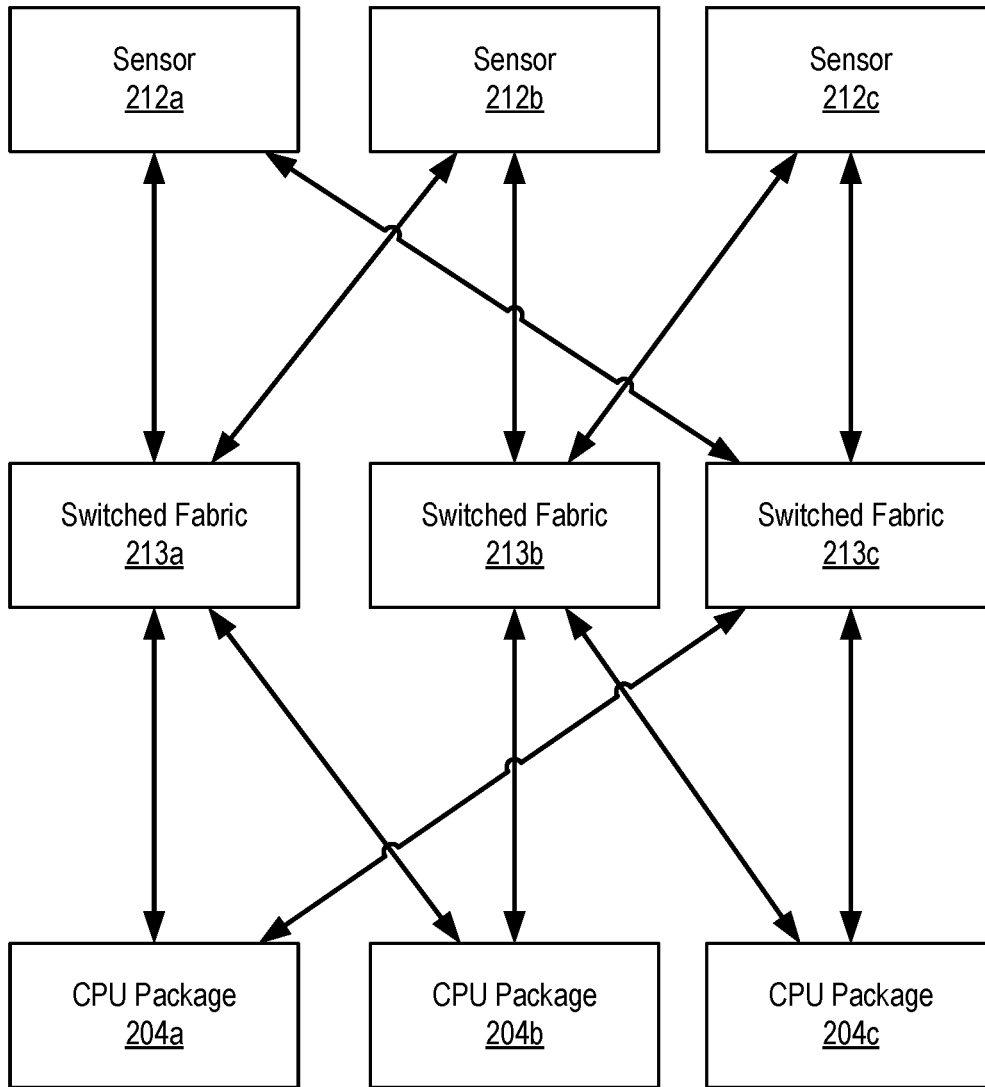 Sensor
212a
Sensor
212b
Sensor
212c
Switched Fabric
213a
Switched Fabric
213b
Switched Fabric
213c
CPU Package
204a
CPU Package
204b
CPU Package
204c